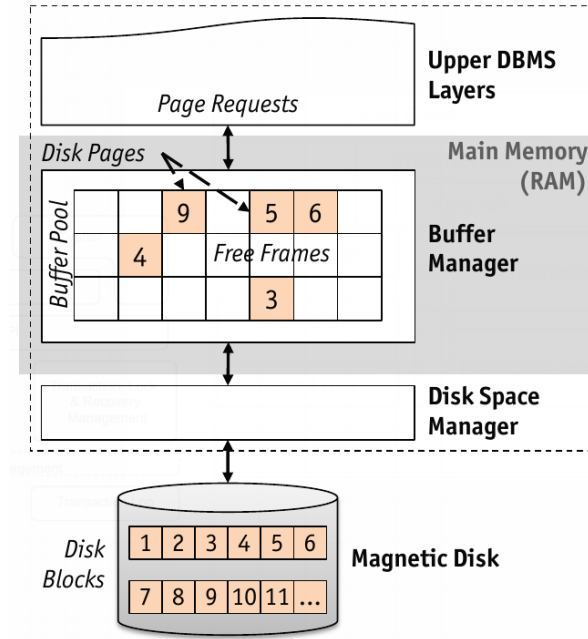 Upper DBMS
Layers
Page Requests
Disk Pages
Main Memory
(RAM)
Buffer Pool
9 5 6
4
Free Frames
3
Buffer
Manager
Disk Space
Manager
& Recovery
Management
Disk
Blocks
1 2 3 4 5 6
7 8 9 10 11 ...
Magnetic Disk